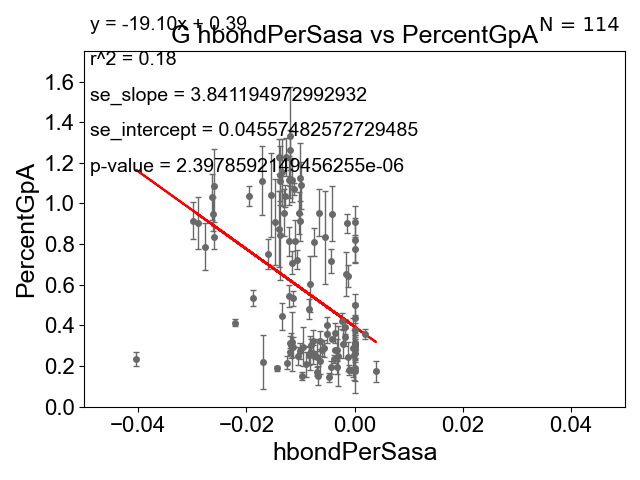 y = -19.10x + 0.39
G hbondPerSasa vs PercentGpA
N = 114
r^2 = 0.18
se_slope = 3.841194972992932
se_intercept = 0.04557482572729485
p-value = 2.3978592149456255e-06
PercentGpA
1.6
1.4
1.2
1.0
0.8
0.6
0.4
0.2
0.0
−0.04
−0.02
0.00
0.02
0.04
hbondPerSasa